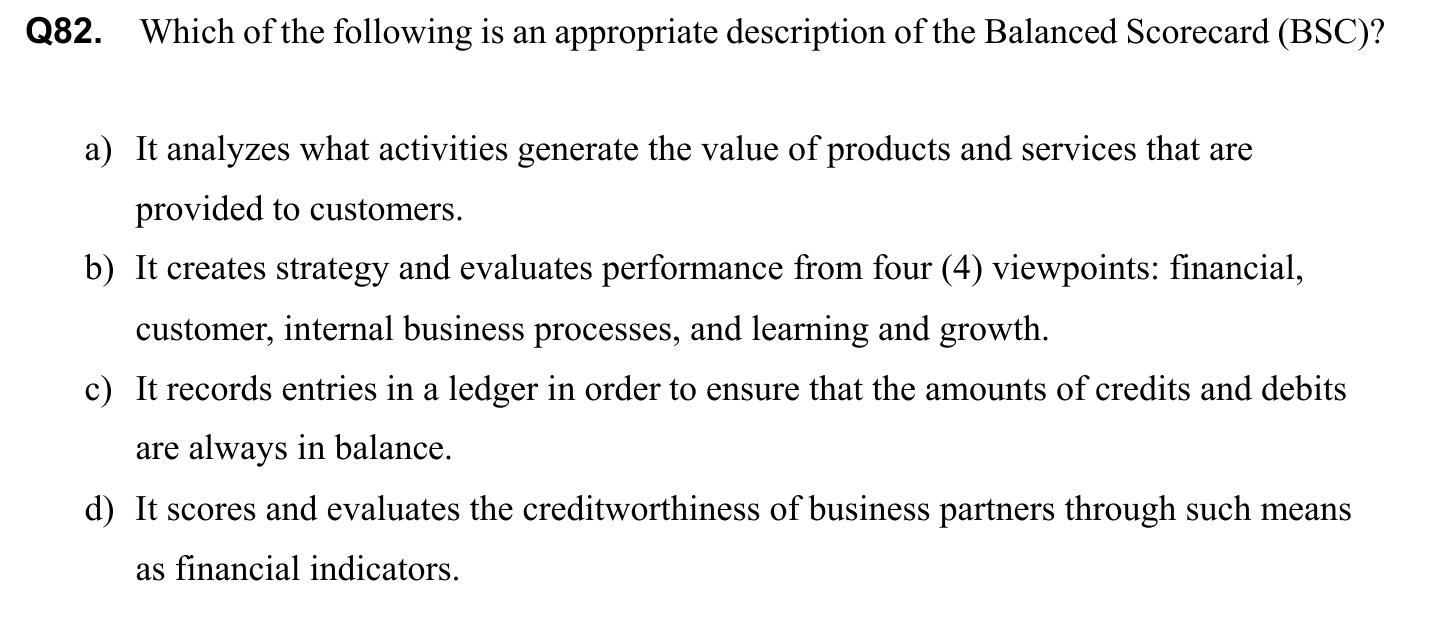 Q82. Which of the following is an appropriate description of the Balanced Scorecard (BSC)?
a) It analyzes what activities generate the value of products and services that are
provided to customers.
b) It creates strategy and evaluates performance from four (4) viewpoints: financial,
customer, internal business processes, and learning and growth.
c) It records entries in a ledger in order to ensure that the amounts of credits and debits
are always in balance.
d) It scores and evaluates the creditworthiness of business partners through such means
as financial indicators.